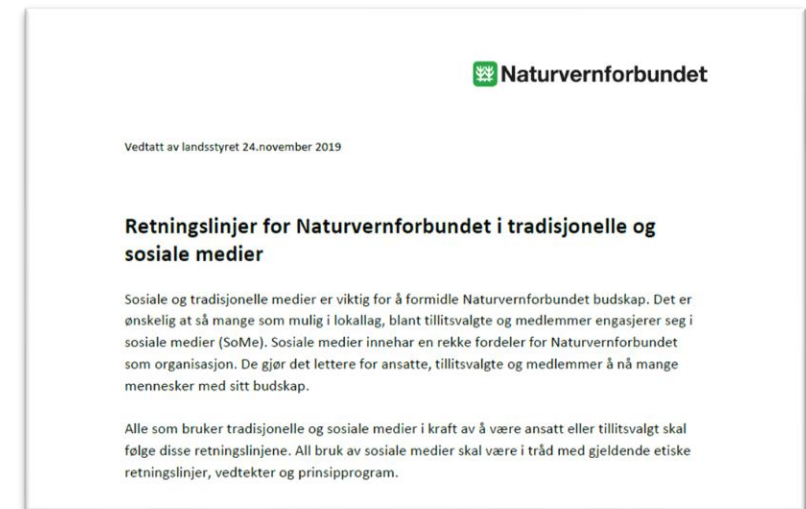 Naturvernforbundet
Vedtatt av landsstyret 24.november 2019
Retningslinjer for Naturvernforbundet i tradisjonelle og
sosiale medier
Sosiale og tradisjonelle medier er viktig for å formidle Naturvernforbundet budskap. Det er
ønskelig at så mange som mulig i lokallag, blant tillitsvalgte og medlemmer engasjerer seg i
sosiale medier (SoMe). Sosiale medier innehar en rekke fordeler for Naturvernforbundet
som organisasjon. De gjør det lettere for ansatte, tillitsvalgte og medlemmer å nå mange
mennesker med sitt budskap.
Alle som bruker tradisjonelle og sosiale medier i kraft av å være ansatt eller tillitsvalgt skal
følge disse retningslinjene. All bruk av sosiale medier skal være i tråd med gjeldende etiske
retningslinjer, vedtekter og prinsipprogram.